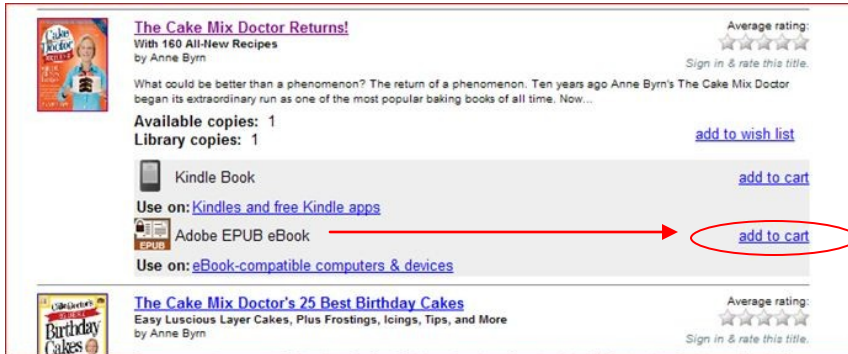 The Cake Mix Doctor Returns!
Average rating:
With 160 All-New Recipes
by Anne Byrn
Sign in & rate this title.
What could be better than a phenomenon? The return of a phenomenon. Ten years ago Anne Byrn's The Cake Mix Doctor
began its extraordinary run as one of the most popular baking books of all time. Now...
Available copies: 1
Library copies: 1
add to wish list
Kindle Book
add to cart
Use on: Kindles and free Kindle apps
EPUB
Adobe EPUB eBook
add to cart
Use on: eBook-compatible computers & devices
The Cake Mix Doctor's 25 Best Birthday Cakes
Average rating:
Easy Luscious Layer Cakes, Plus Frostings, Icings, Tips, and More
by Anne Byrn
Sign in & rate this title.
Birthday
Cakes